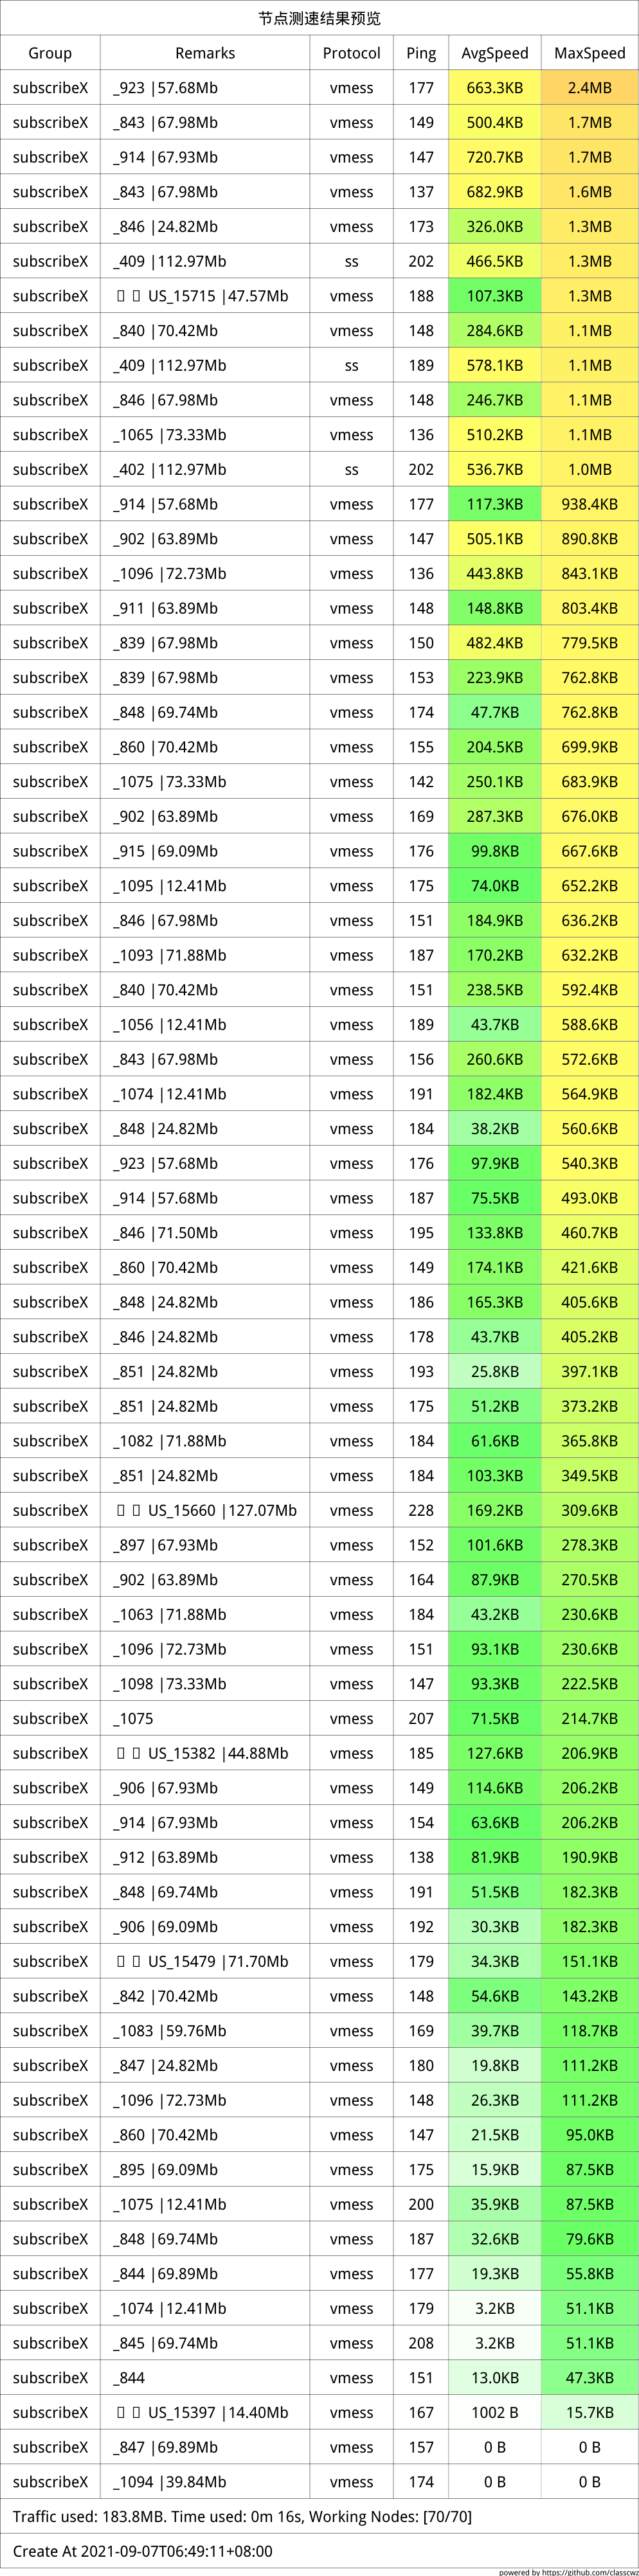 节点测速结果预览
Group Remarks Protocol Ping AvgSpeed MaxSpeed
subscribeX _923 |57.68Mb vmess 177 663.3KB 2.4MB
subscribeX _843 |67.98Mb vmess 149 500.4KB 1.7MB
subscribeX _914 |67.93Mb vmess 147 720.7KB 1.7MB
subscribeX _843 |67.98Mb vmess 137 682.9KB 1.6MB
subscribeX _846 |24.82Mb vmess 173 326.0KB 1.3MB
subscribeX _409 |112.97Mb ss 202 466.5KB 1.3MB
subscribeX US_15715 |47.57Mb vmess 188 107.3KB 1.3MB
subscribeX _840 |70.42Mb vmess 148 284.6KB 1.1MB
subscribeX _409 |112.97Mb ss 189 578.1KB 1.1MB
subscribeX _846 |67.98Mb vmess 148 246.7KB 1.1MB
subscribeX _1065 |73.33Mb vmess 136 510.2KB 1.1MB
subscribeX _402 |112.97Mb ss 202 536.7KB 1.0MB
subscribeX _914 |57.68Mb vmess 177 117.3KB 938.4KB
subscribeX _902 |63.89Mb vmess 147 505.1KB 890.8KB
subscribeX _1096 |72.73Mb vmess 136 443.8KB 843.1KB
subscribeX _911 |63.89Mb vmess 148 148.8KB 803.4KB
subscribeX _839 |67.98Mb vmess 150 482.4KB 779.5KB
subscribeX _839 |67.98Mb vmess 153 223.9KB 762.8KB
subscribeX _848 |69.74Mb vmess 174 47.7KB 762.8KB
subscribeX _860 |70.42Mb vmess 155 204.5KB 699.9KB
subscribeX _1075 |73.33Mb vmess 142 250.1KB 683.9KB
subscribeX _902 |63.89Mb vmess 169 287.3KB 676.0KB
subscribeX _915 |69.09Mb vmess 176 99.8KB 667.6KB
subscribeX _1095 |12.41Mb vmess 175 74.0KB 652.2KB
subscribeX _846 |67.98Mb vmess 151 184.9KB 636.2KB
subscribeX _1093 |71.88Mb vmess 187 170.2KB 632.2KB
subscribeX _840 |70.42Mb vmess 151 238.5KB 592.4KB
subscribeX _1056 |12.41Mb vmess 189 43.7KB 588.6KB
subscribeX _843 |67.98Mb vmess 156 260.6KB 572.6KB
subscribeX _1074 |12.41Mb vmess 191 182.4KB 564.9KB
subscribeX _848 |24.82Mb vmess 184 38.2KB 560.6KB
subscribeX _923 |57.68Mb vmess 176 97.9KB 540.3KB
subscribeX _914 |57.68Mb vmess 187 75.5KB 493.0KB
subscribeX _846 |71.50Mb vmess 195 133.8KB 460.7KB
subscribeX _860 |70.42Mb vmess 149 174.1KB 421.6KB
subscribeX _848 |24.82Mb vmess 186 165.3KB 405.6KB
subscribeX _846 |24.82Mb vmess 178 43.7KB 405.2KB
subscribeX _851 |24.82Mb vmess 193 25.8KB 397.1KB
subscribeX _851 |24.82Mb vmess 175 51.2KB 373.2KB
subscribeX _1082 |71.88Mb vmess 184 61.6KB 365.8KB
subscribeX _851 |24.82Mb vmess 184 103.3KB 349.5KB
subscribeX US_15660 |127.07Mb vmess 228 169.2KB 309.6KB
subscribeX _897 |67.93Mb vmess 152 101.6KB 278.3KB
subscribeX _902 |63.89Mb vmess 164 87.9KB 270.5KB
subscribeX _1063 |71.88Mb vmess 184 43.2KB 230.6KB
subscribeX _1096 |72.73Mb vmess 151 93.1KB 230.6KB
subscribeX _1098 |73.33Mb vmess 147 93.3KB 222.5KB
subscribeX _1075 vmess 207 71.5KB 214.7KB
subscribeX US_15382 |44.88Mb vmess 185 127.6KB 206.9KB
subscribeX _906 |67.93Mb vmess 149 114.6KB 206.2KB
subscribeX _914 |67.93Mb vmess 154 63.6KB 206.2KB
subscribeX _912 |63.89Mb vmess 138 81.9KB 190.9KB
subscribeX _848 |69.74Mb vmess 191 51.5KB 182.3KB
subscribeX _906 |69.09Mb vmess 192 30.3KB 182.3KB
subscribeX US_15479 |71.70Mb vmess 179 34.3KB 151.1KB
subscribeX _842 |70.42Mb vmess 148 54.6KB 143.2KB
subscribeX _1083 |59.76Mb vmess 169 39.7KB 118.7KB
subscribeX _847 |24.82Mb vmess 180 19.8KB 111.2KB
subscribeX _1096 |72.73Mb vmess 148 26.3KB 111.2KB
subscribeX _860 |70.42Mb vmess 147 21.5KB 95.0KB
subscribeX _895 |69.09Mb vmess 175 15.9KB 87.5KB
subscribeX _1075 |12.41Mb vmess 200 35.9KB 87.5KB
subscribeX _848 |69.74Mb vmess 187 32.6KB 79.6KB
subscribeX _844 |69.89Mb vmess 177 19.3KB 55.8KB
subscribeX _1074 |12.41Mb vmess 179 3.2KB 51.1KB
subscribeX _845 |69.74Mb vmess 208 3.2KB 51.1KB
subscribeX _844 vmess 151 13.0KB 47.3KB
subscribeX US_15397 |14.40Mb vmess 167 1002 B 15.7KB
subscribeX _847 |69.89Mb vmess 157 0 B 0 B
subscribeX _1094 |39.84Mb vmess 174 0 B 0 B
Traffic used: 183.8MB. Time used: 0m 16s, Working Nodes: [70/70]
Create At 2021-09-07T06:49:11+08:00
powered by https://github.com/classcwz